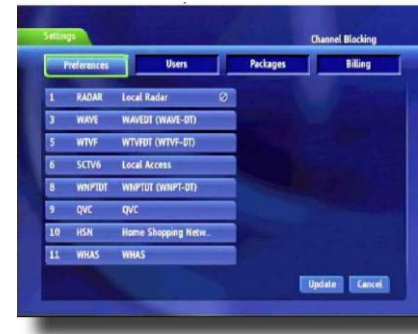 Settings
Channel Blocking
Preferences Users Packages Billing
1 RADAR Local Radar
3 WAVE WAVEDT (WAVE-DT)
5 WTVF WTVFDT (WTVF-DT)
6 SCTV6 Local Access
8 WNPTDT WNPTDT (WNPT-DT)
9 QVC QVC
10 HSN Home Shopping Netw..
11 WHAS WHAS
Update Cancel